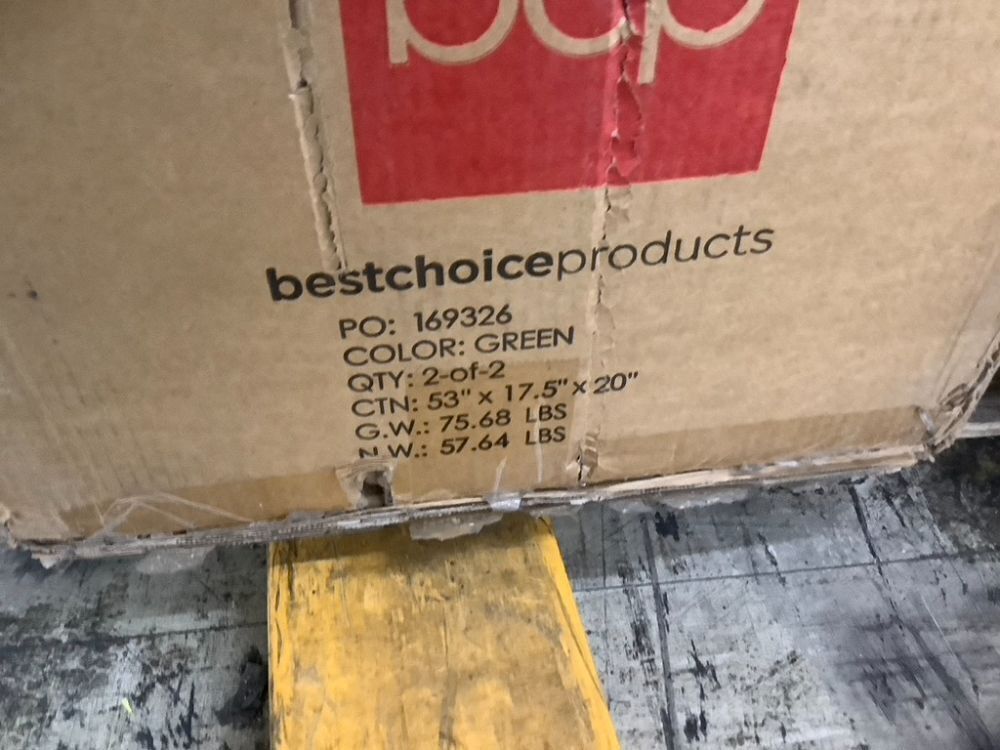 bcp
bestchoiceproducts
PO: 169326
COLOR: GREEN
QTY: 2-of-2
CTN: 53" x 17.5" x 20"
G.W.: 75.68 LBS
N.W.: 57.64 LBS